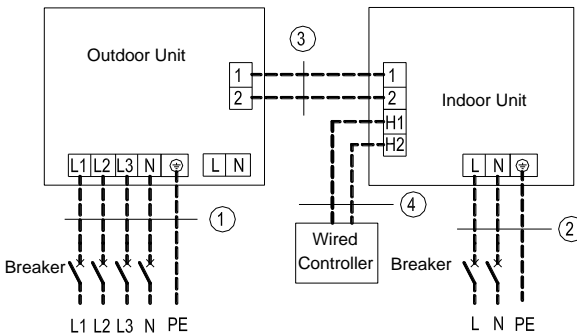 Outdoor Unit
1
2
L1 L2 L3 N
L N
3
Indoor Unit
1
2
H1
H2
L N
1
4
2
Breaker
Wired
Controller
Breaker
L1 L2 L3 N PE
L N PE